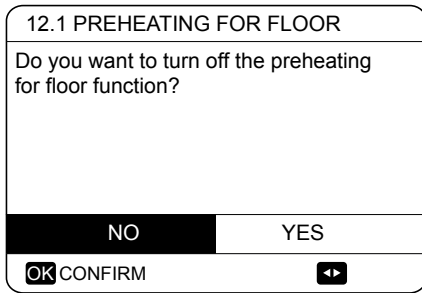 12.1 PREHEATING FOR FLOOR
Do you want to turn off the preheating
for floor function?
NO YES
OK CONFIRM